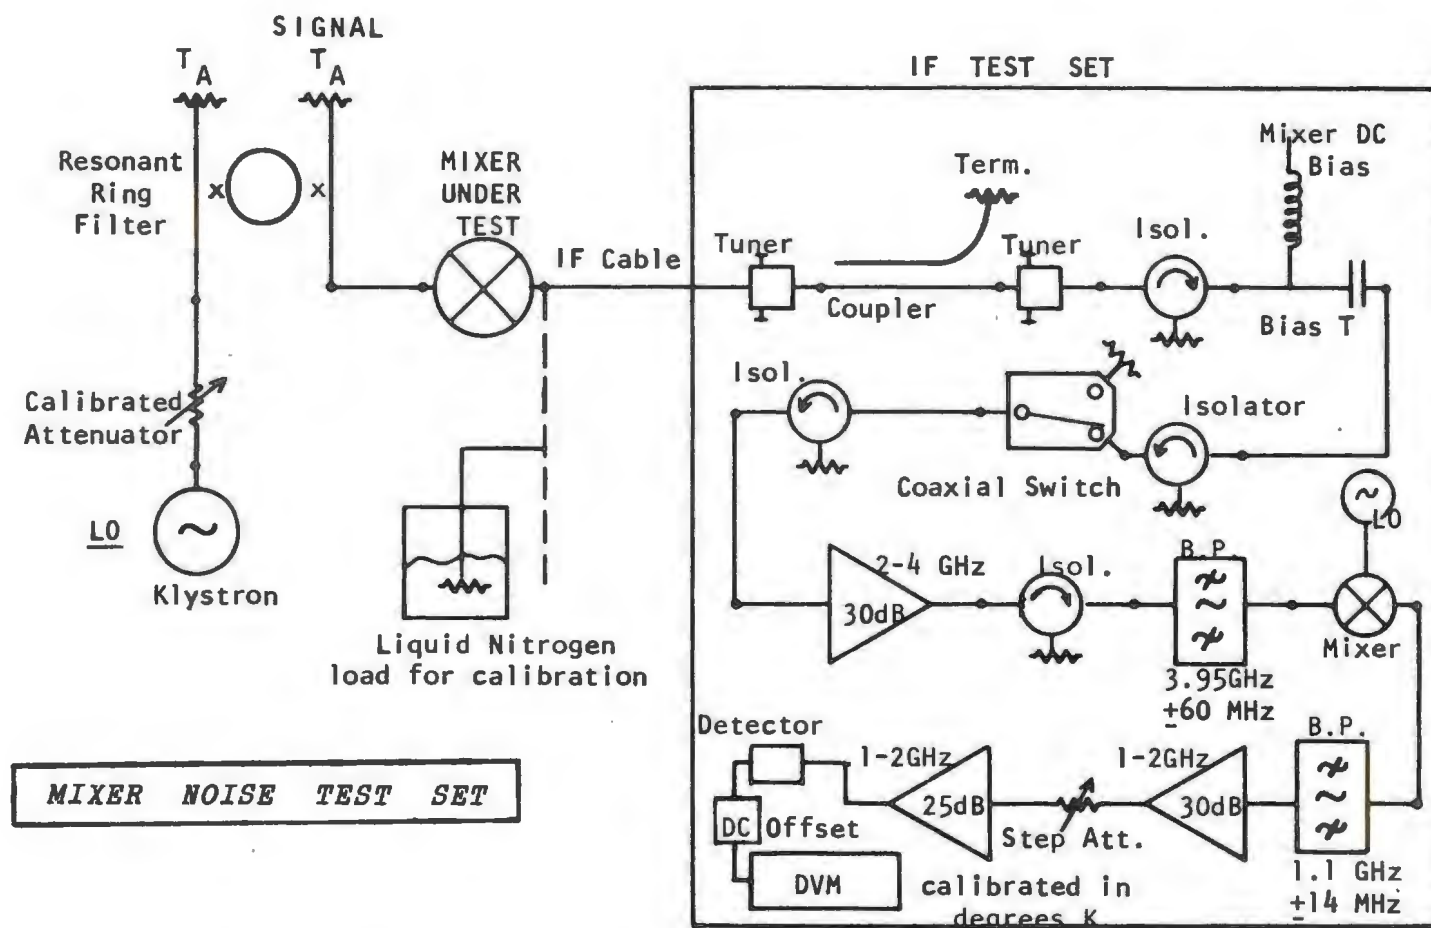 SIGNAL
T A
T A
IF TEST SET
Resonant
Ring
Filter
x
x
MIXER
UNDER
TEST
Term.
Mixer DC
Bias
Isol.
Tuner
Tuner
IF Cable
Coupler
Bias T
Isol.
Isolator
Calibrated
Attenuator
Coaxial Switch
LO
LO
Klystron
2-4 GHz
30dB
Isol.
B.P.
Mixer
Liquid Nitrogen
load for calibration
3.95GHz
±60 MHz
Detector
1-2GHz
1-2GHz
B.P.
MIXER NOISE TEST SET
25dB
30dB
DC
Offset
Step Att.
DVM
calibrated in
degrees K
1.1 GHz
±14 MHz